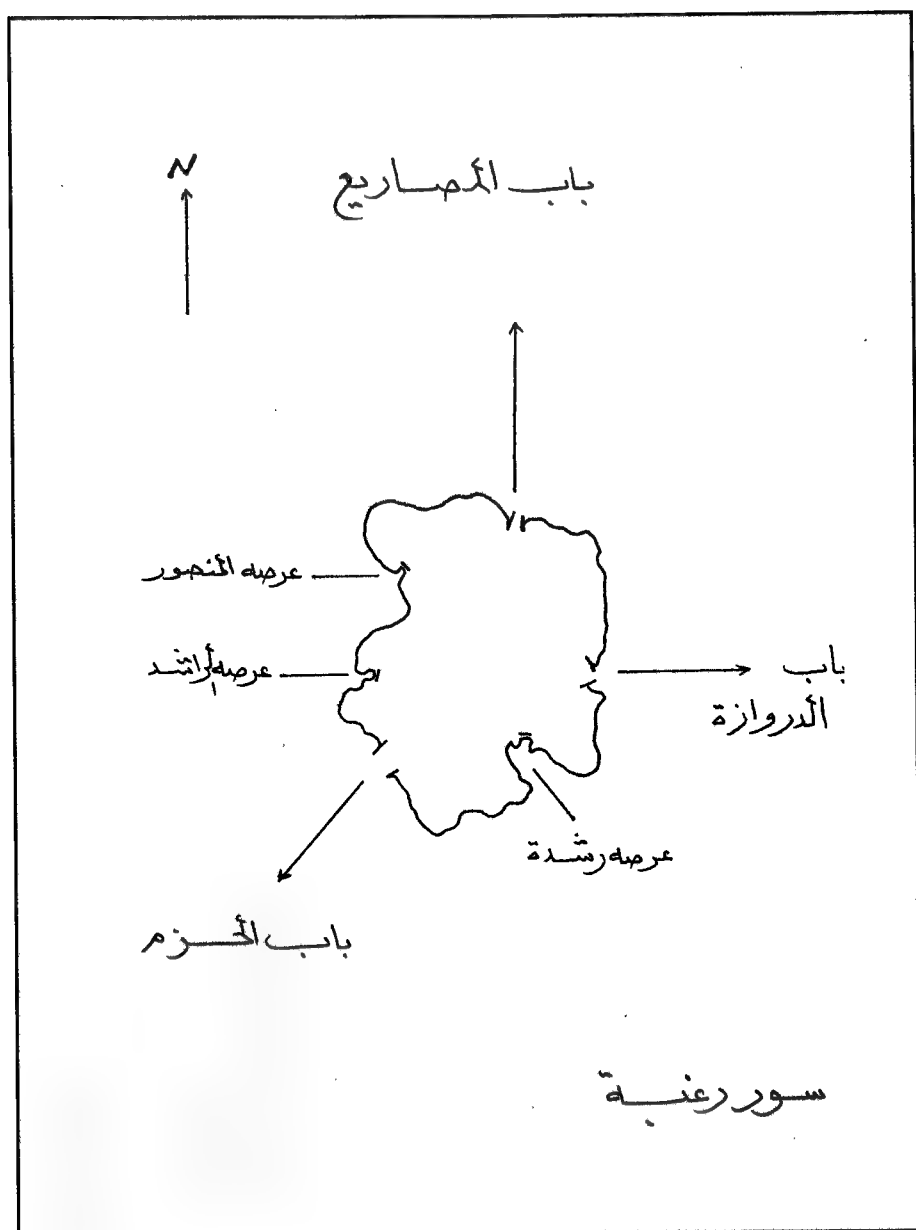 N
باب المصاريع
عرصه المنصور
عرصه الراشد
باب
الدروازة
عرصه رشدة
باب الحزم
سور رغبة